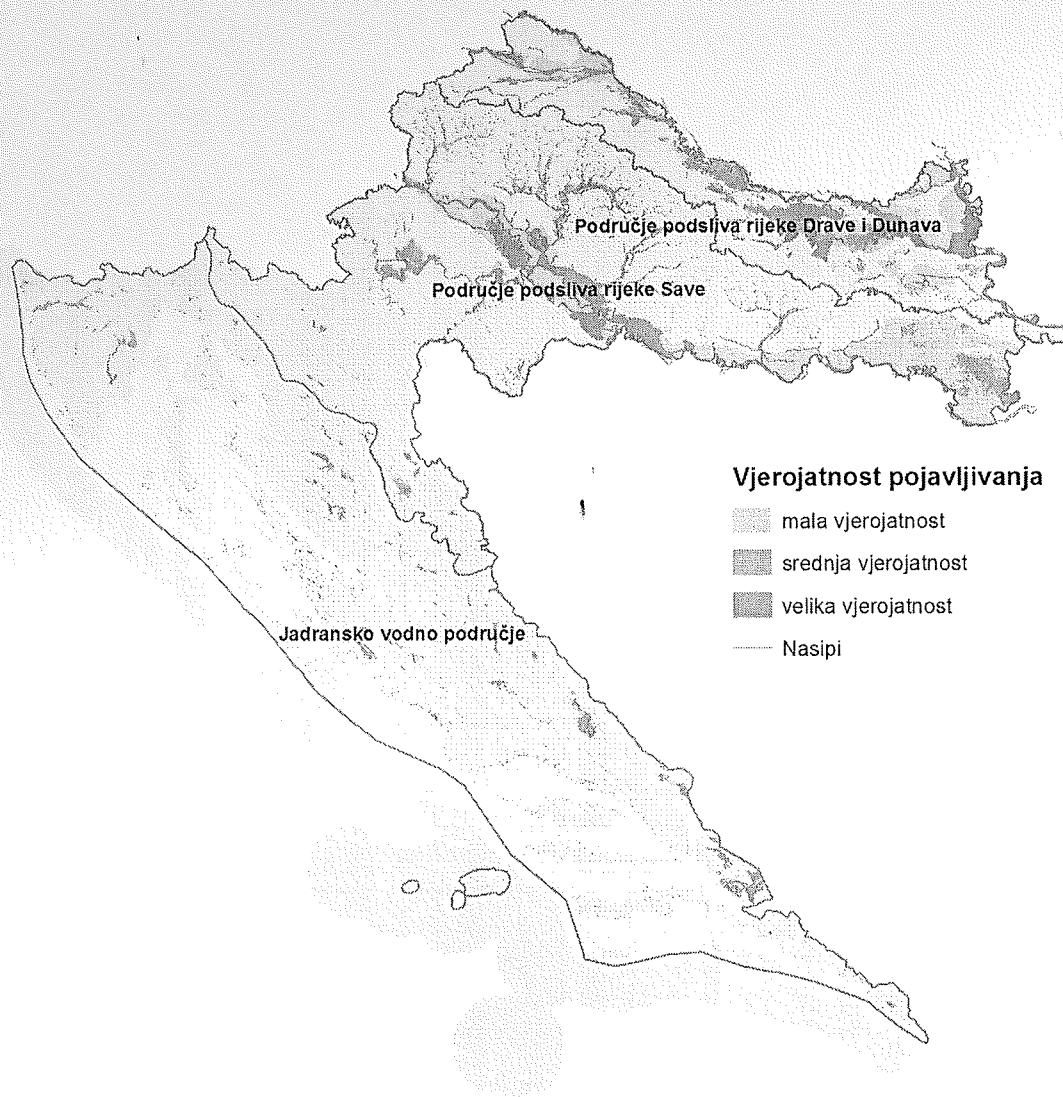 Područje podsliva rijeke Drave i Dunava
Područje podsliva rijeke Save
Vjerojatnost pojavljivanja
mala vjerojatnost
srednja vjerojatnost
velika vjerojatnost
Nasipi
Jadransko vodno područje